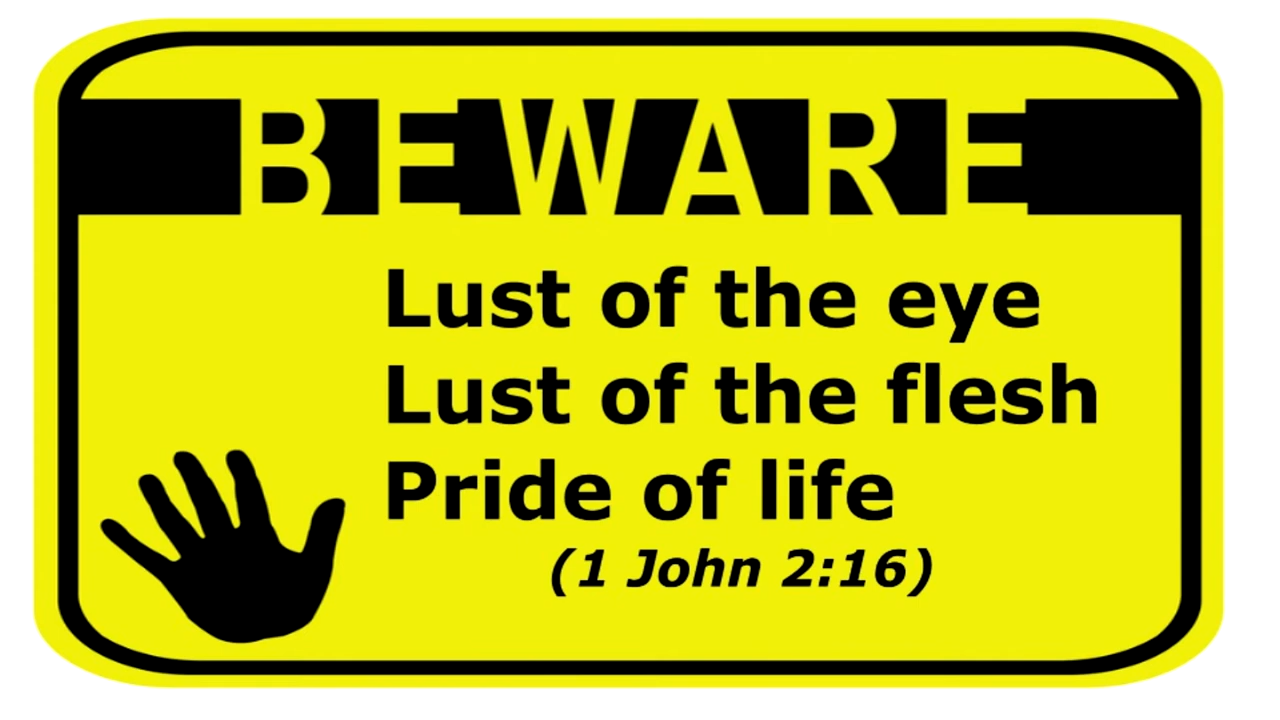 BEWARE
Lust of the eye
Lust of the flesh
Pride of life
(1 John 2:16)